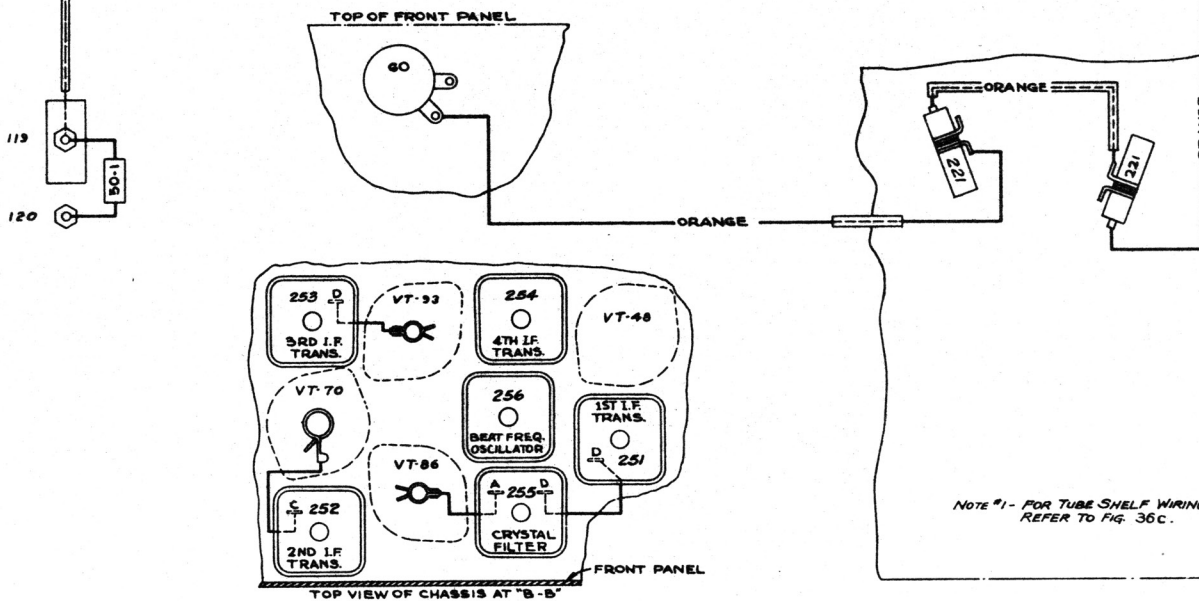 TOP OF FRONT PANEL
60
119
50-1
120
ORANGE
ORANGE
221
221
253 D
3RD I.F.
TRANS.
VT-93
254
4TH I.F.
TRANS.
VT-48
VT-70
256
BEAT FREQ.
OSCILLATOR
1ST I.F.
TRANS.
D
251
VT-86
A 255 D
CRYSTAL
FILTER
C 252
2ND I.F.
TRANS.
FRONT PANEL
TOP VIEW OF CHASSIS AT "B-B"
NOTE #1- FOR TUBE SHELF WIRING
REFER TO FIG. 36C.